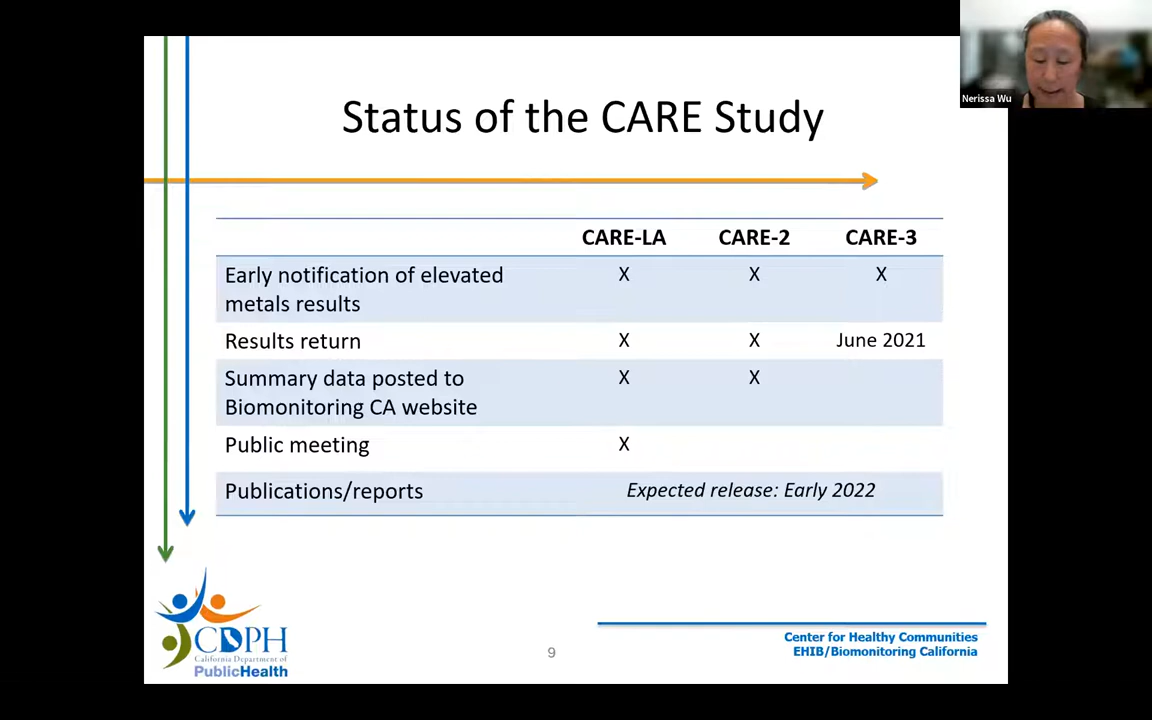 Nerissa Wu
Status of the CARE Study
CARE-LA CARE-2 CARE-3
Early notification of elevated metals results X X X
Results return X X June 2021
Summary data posted to Biomonitoring CA website X X
Public meeting X
Publications/reports Expected release: Early 2022
CDPH
California Department of
PublicHealth
9
Center for Healthy Communities
EHIB/Biomonitoring California